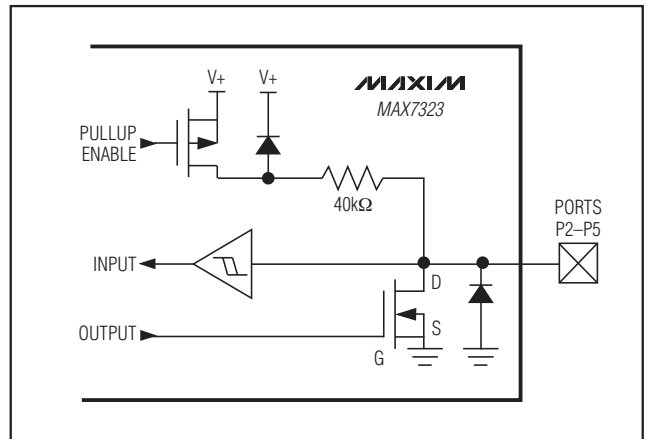 V+
V+
MAXIM
MAX7323
PULLUP
ENABLE
40kΩ
PORTS
P2–P5
INPUT
D
OUTPUT
S
G